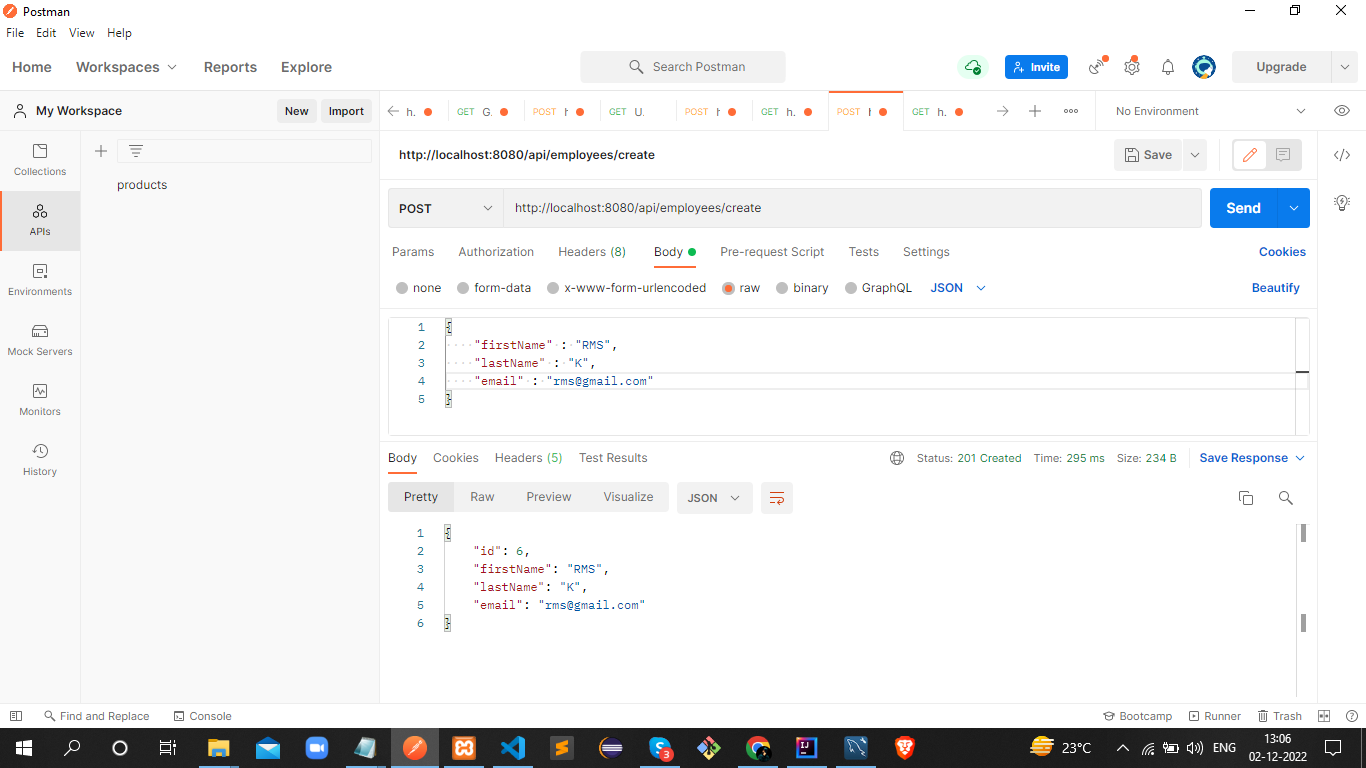 Postman
File Edit View Help
Home Workspaces Reports Explore Search Postman Invite Upgrade
My Workspace New Import h. GET G. POST GET U. POST GET h. POST GET h. No Environment
Collections
APIs
Environments
Mock Servers
Monitors
History
products
http://localhost:8080/api/employees/create Save
POST http://localhost:8080/api/employees/create Send
Params Authorization Headers (8) Body Pre-request Script Tests Settings Cookies
none form-data x-www-form-urlencoded raw binary GraphQL JSON Beautify
1 {
2 "firstName" : "RMS",
3 "lastName" : "K",
4 "email" : "rms@gmail.com"
5 }
Body Cookies Headers (5) Test Results Status: 201 Created Time: 295 ms Size: 234 B Save Response
Pretty Raw Preview Visualize JSON
1 {
2 "id": 6,
3 "firstName": "RMS",
4 "lastName": "K",
5 "email": "rms@gmail.com"
6 }
Find and Replace Console Bootcamp Runner Trash
3 23°C ENG 13:06
02-12-2022